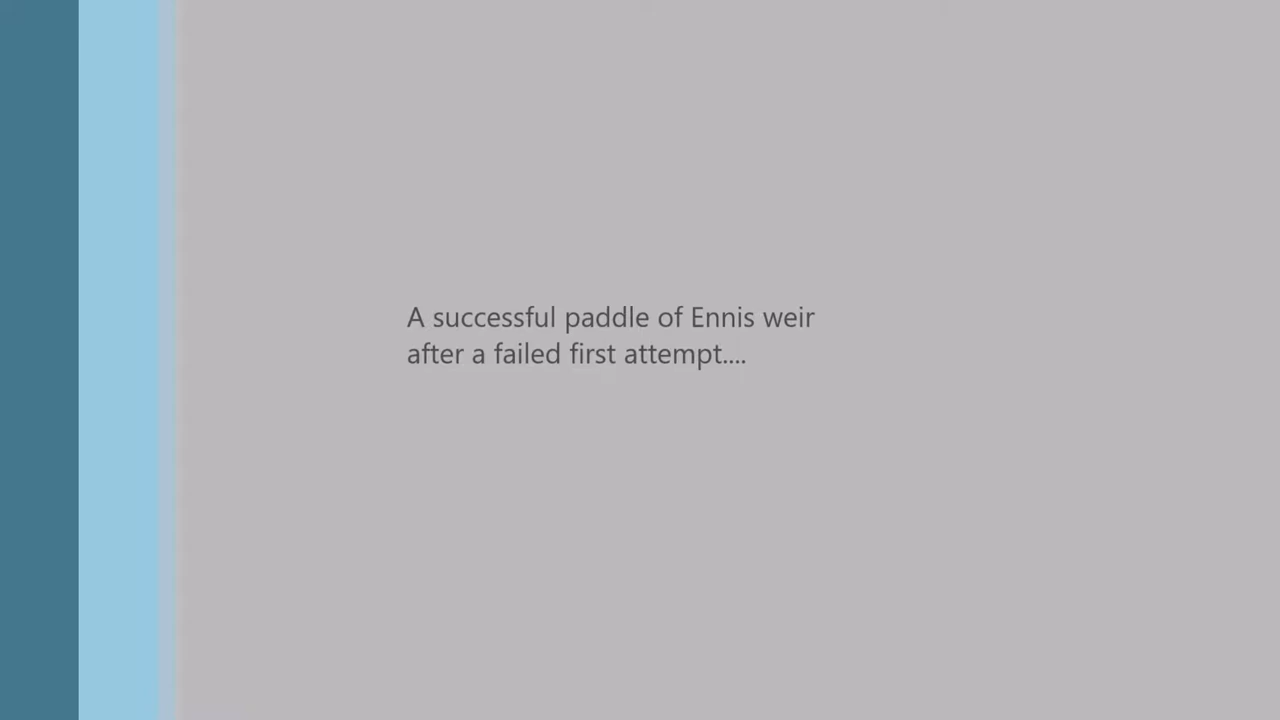 A successful paddle of Ennis weir
after a failed first attempt....